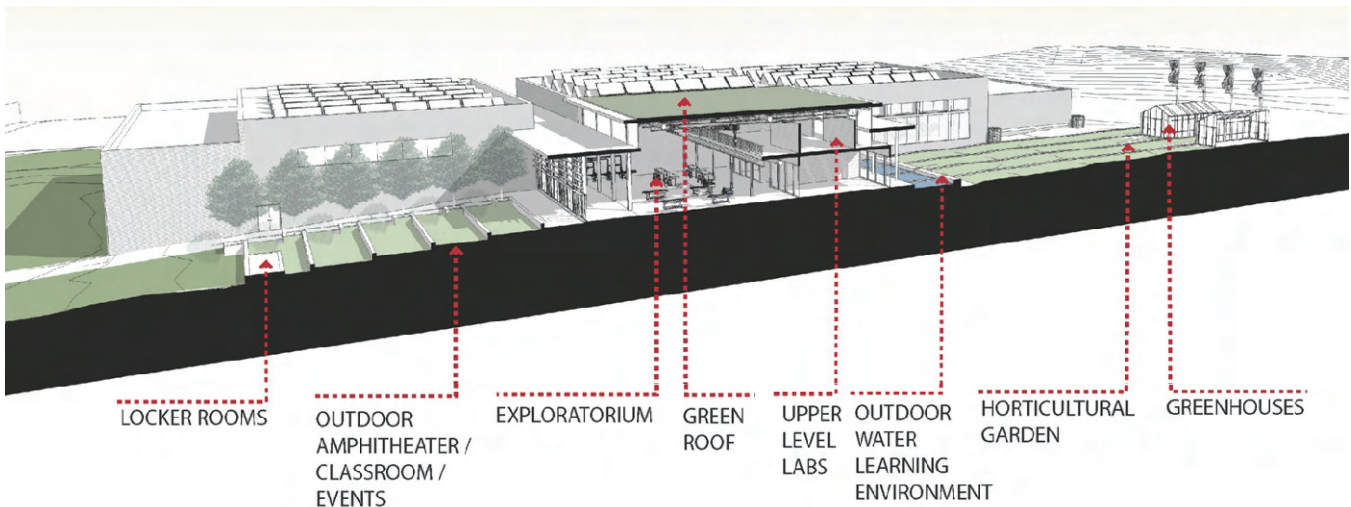 LOCKER ROOMS
OUTDOOR
AMPHITHEATER /
CLASSROOM /
EVENTS
EXPLORATORIUM
GREEN
ROOF
UPPER
LEVEL
LABS
OUTDOOR
WATER
LEARNING
ENVIRONMENT
HORTICULTURAL
GARDEN
GREENHOUSES